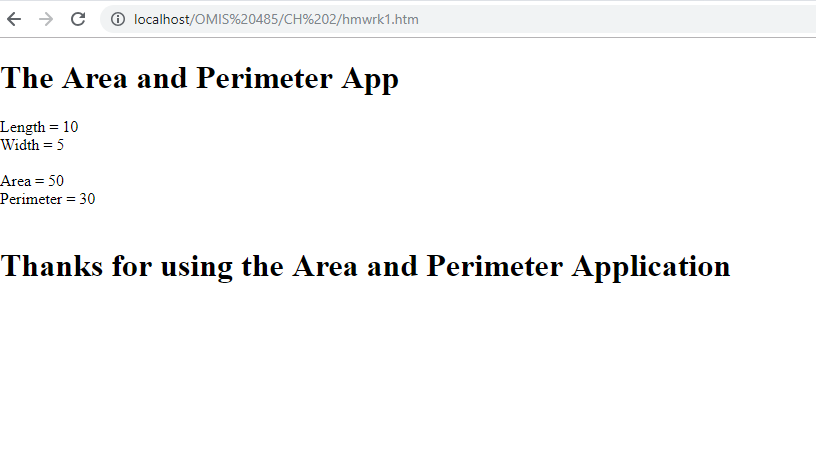 localhost/OMIS%20485/CH%202/hmwrk1.htm
The Area and Perimeter App
Length = 10
Width = 5
Area = 50
Perimeter = 30
Thanks for using the Area and Perimeter Application